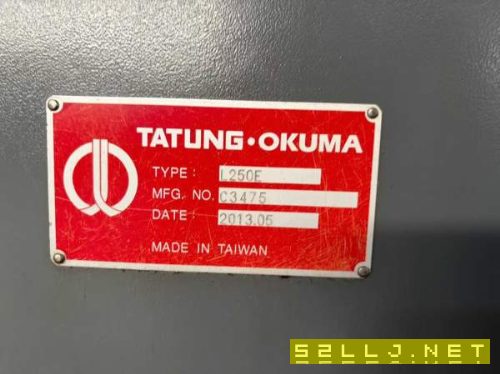 TATUNG·OKUMA
TYPE: L250E
MFG. NO. C3475
DATE: 2013.05
MADE IN TAIWAN
52LLJ.NET